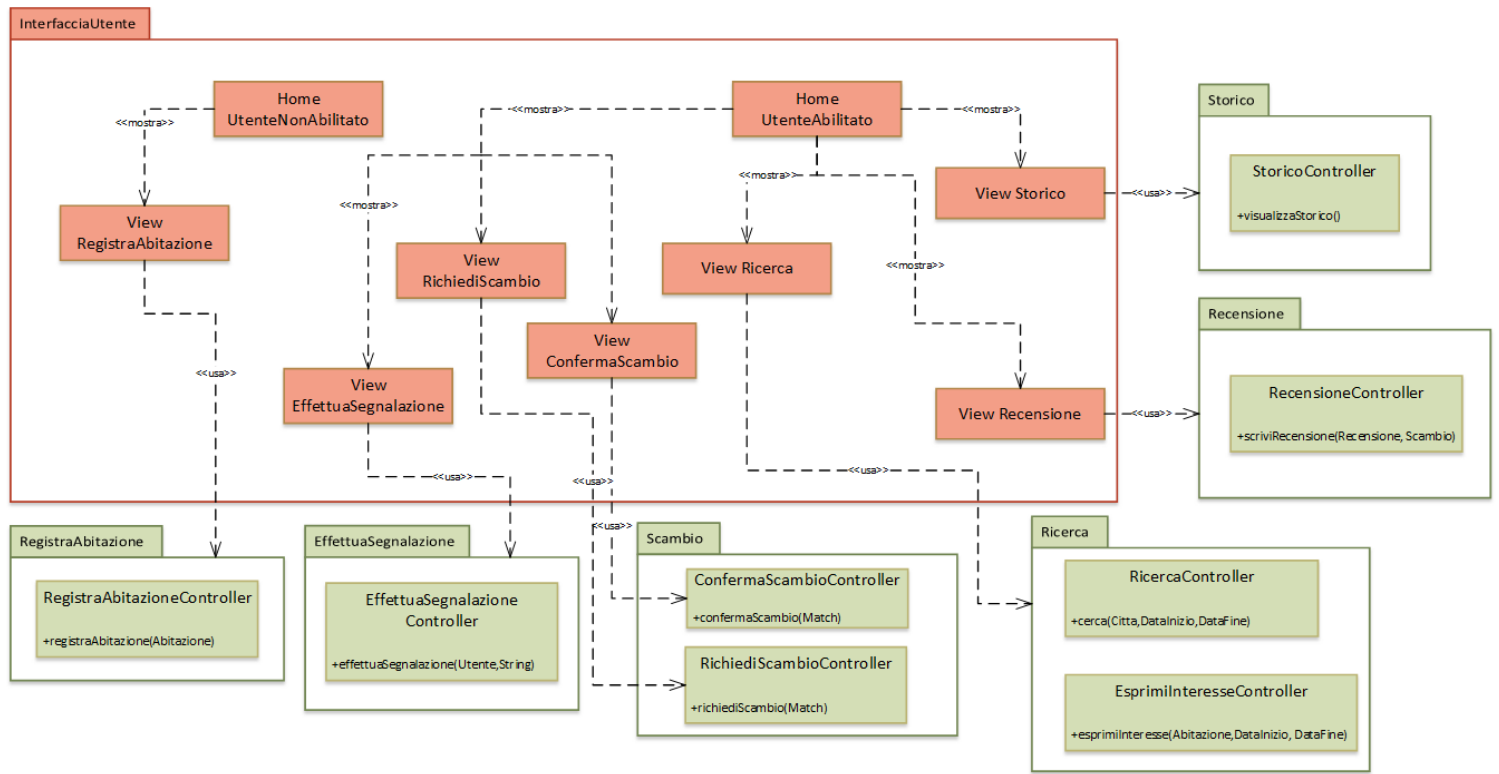 InterfacciaUtente
Home
UtenteNonAbilitato
Home
UtenteAbilitato
<<mostra>>
<<mostra>>
<<mostra>>
<<mostra>>
<<mostra>>
<<mostra>>
View
RegistraAbitazione
View
RichiediScambio
View Ricerca
View Storico
View
ConfermaScambio
View
EffettuaSegnalazione
View Recensione
<<usa>>
<<usa>>
<<usa>>
<<usa>>
<<usa>>
<<usa>>
<<usa>>
Storico
StoricoController
+visualizzaStorico()
Recensione
RecensioneController
+scriviRecensione(Recensione, Scambio)
RegistraAbitazione
RegistraAbitazioneController
+registraAbitazione(Abitazione)
EffettuaSegnalazione
EffettuaSegnalazione
Controller
+effettuaSegnalazione(Utente,String)
Scambio
ConfermaScambioController
+confermaScambio(Match)
RichiediScambioController
+richiediScambio(Match)
Ricerca
RicercaController
+cerca(Citta,DataInizio,DataFine)
EsprimiInteresseController
+esprimiInteresse(Abitazione,DataInizio, DataFine)